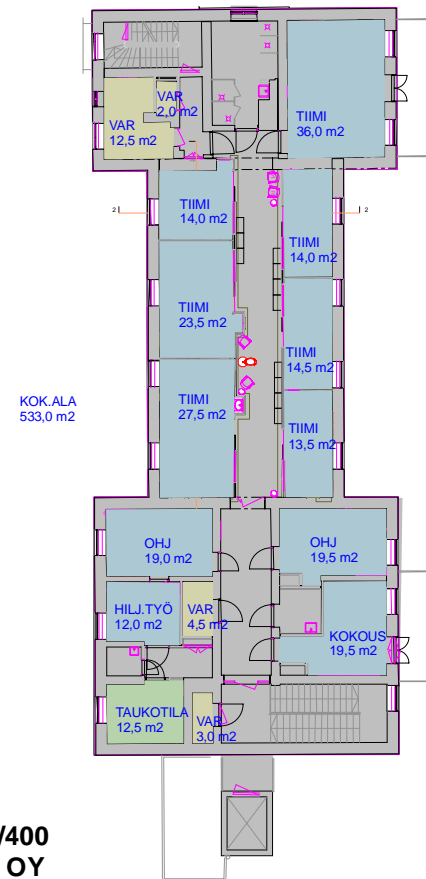 VAR
2,0 m2
VAR
12,5 m2
TIIMI
36,0 m2
TIIMI
14,0 m2
2
2
TIIMI
14,0 m2
TIIMI
23,5 m2
TIIMI
14,5 m2
TIIMI
27,5 m2
TIIMI
13,5 m2
KOK.ALA
533,0 m2
OHJ
19,0 m2
OHJ
19,5 m2
HILJ.TYÖ
12,0 m2
VAR
4,5 m2
KOKOUS
19,5 m2
TAUKOTILA
12,5 m2
VAR
3,0 m2
/400
OY